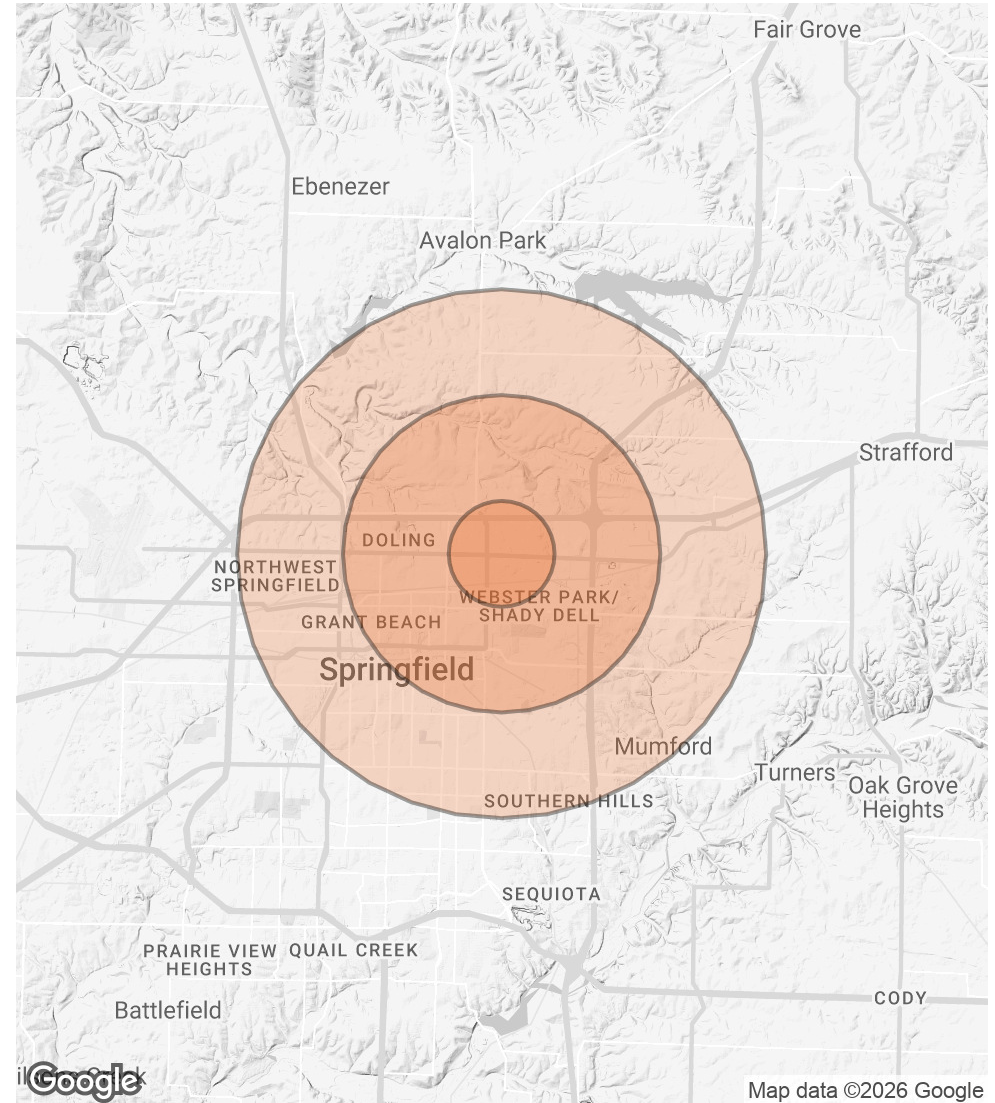 Fair Grove
Ebenezer
Avalon Park
Strafford
DOLING
NORTHWEST
SPRINGFIELD
WEBSTER PARK/
SHADY DELL
GRANT BEACH
Springfield
Mumford
Turners
Oak Grove
Heights
SOUTHERN HILLS
SEQUIOTA
PRAIRIE VIEW
HEIGHTS
QUAIL CREEK
CODY
Battlefield
Google
Map data ©2026 Google